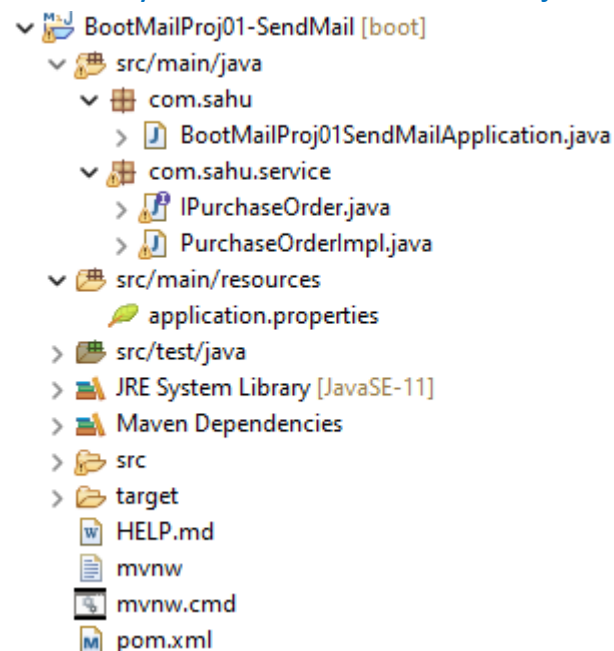 BootMailProj01-SendMail [boot]
src/main/java
com.sahu
BootMailProj01SendMailApplication.java
com.sahu.service
IPurchaseOrder.java
PurchaseOrderImpl.java
src/main/resources
application.properties
src/test/java
JRE System Library [JavaSE-11]
Maven Dependencies
src
target
HELP.md
mvnw
mvnw.cmd
pom.xml